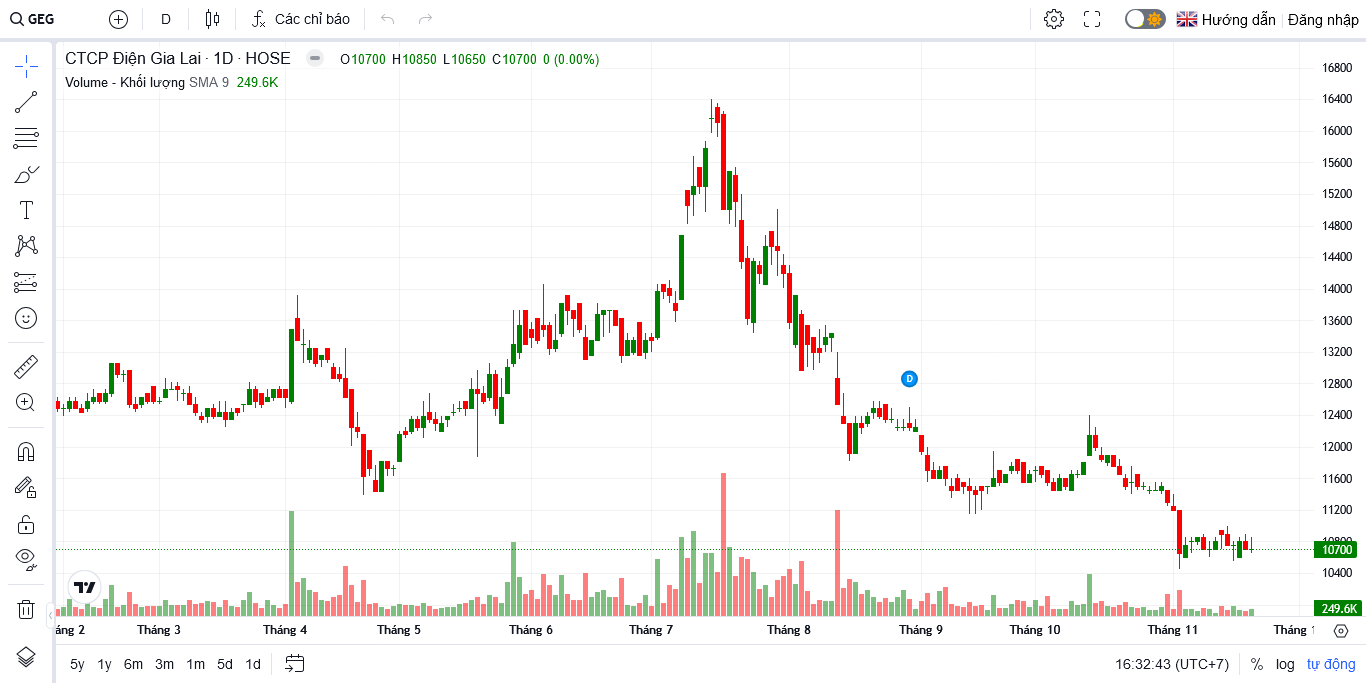 GEG D Các chỉ báo Hướng dẫn Đăng nhập
CTCP Điện Gia Lai · 1D · HOSE O10700 H10850 L10650 C10700 0 (0.00%)
Volume - Khối lượng SMA 9 249.6K
16800
16400
16000
15600
15200
14800
14400
14000
13600
13200
D
12800
12400
12000
11600
11200
10800
10700
10400
249.6K
áng 2 Tháng 3 Tháng 4 Tháng 5 Tháng 6 Tháng 7 Tháng 8 Tháng 9 Tháng 10 Tháng 11 Tháng 1
5y 1y 6m 3m 1m 5d 1d 16:32:43 (UTC+7) % log tự động